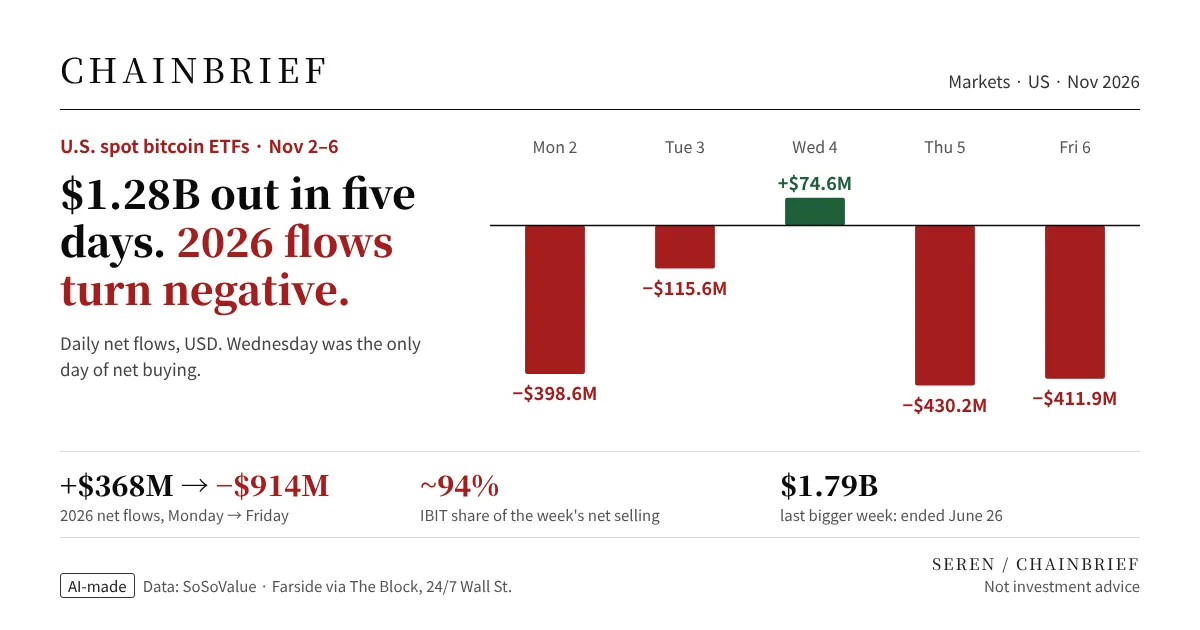 CHAINBRIEF
Markets · US · Nov 2026
U.S. spot bitcoin ETFs · Nov 2–6
$1.28B out in five
days. 2026 flows
turn negative.
Daily net flows, USD. Wednesday was the only
day of net buying.
Mon 2
Tue 3
Wed 4
Thu 5
Fri 6
−$398.6M
−$115.6M
+$74.6M
−$430.2M
−$411.9M
+$368M → −$914M
2026 net flows, Monday → Friday
~94%
IBIT share of the week's net selling
$1.79B
last bigger week: ended June 26
AI-made
Data: SoSoValue · Farside via The Block, 24/7 Wall St.
SEREN / CHAINBRIEF
Not investment advice